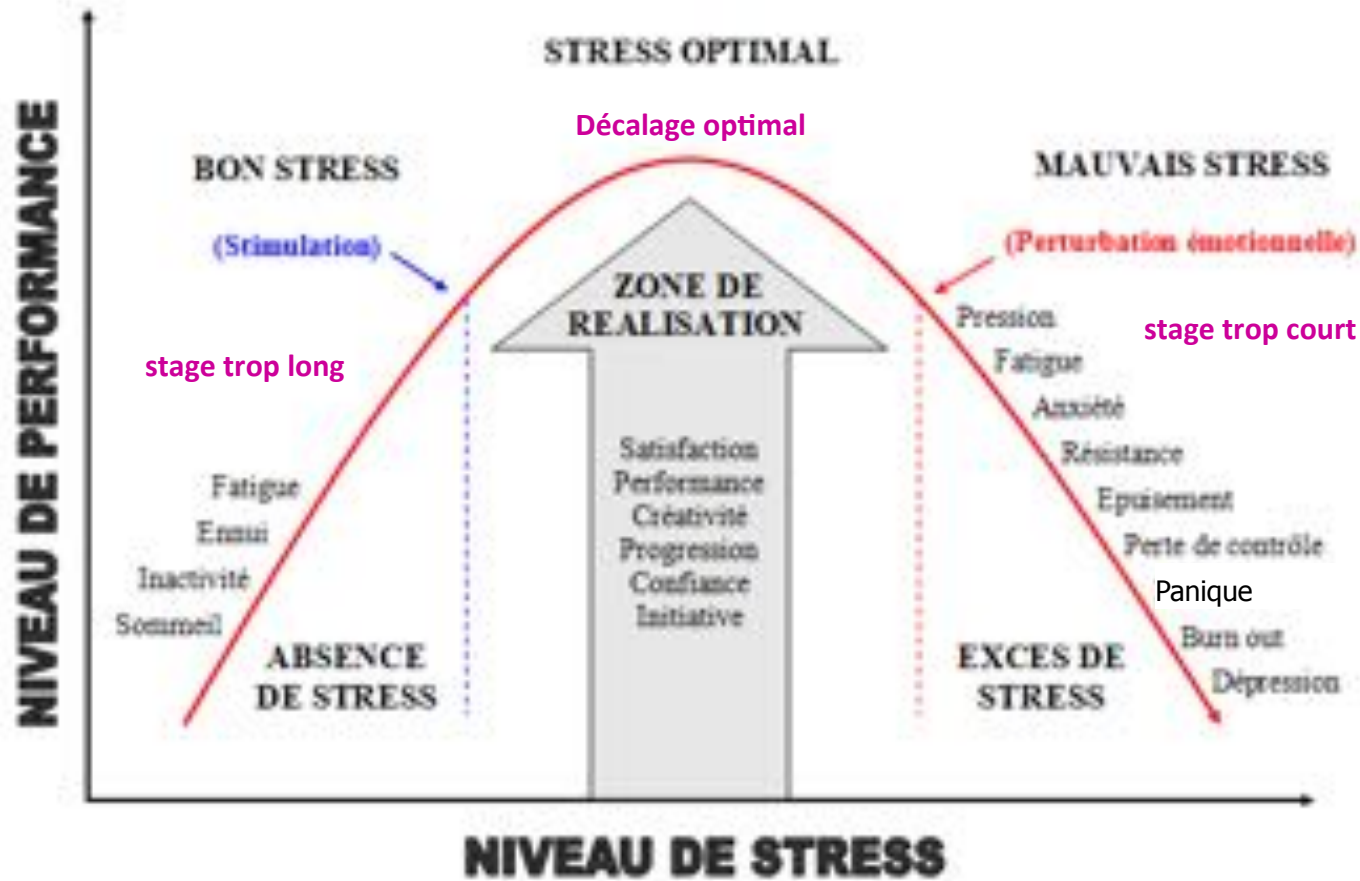 STRESS OPTIMAL
Décalage optimal
BON STRESS
MAUVAIS STRESS
(Stimulation)
(Perturbation émotionnelle)
ZONE DE
REALISATION
stage trop long
stage trop court
Pression
Fatigue
Anxiété
Résistance
Epuisement
Perte de contrôle
Panique
Burn out
Dépression
Satisfaction
Performance
Créativité
Progression
Confiance
Initiative
Fatigue
Ennui
Inactivité
Sommeil
ABSENCE
DE STRESS
EXCES DE
STRESS
NIVEAU DE PERFORMANCE
NIVEAU DE STRESS